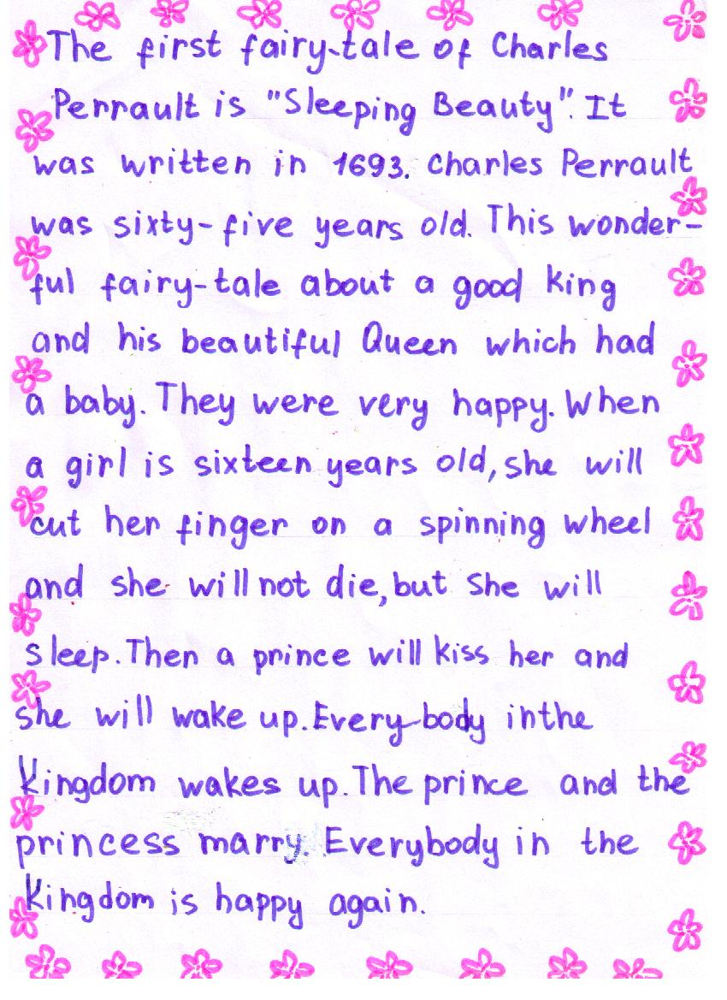 The first fairy-tale of Charles
Perrault is "Sleeping Beauty". It
was written in 1693. Charles Perrault
was sixty-five years old. This wonder-
ful fairy-tale about a good king
and his beautiful Queen which had
a baby. They were very happy. When
a girl is sixteen years old, she will
cut her finger on a spinning wheel
and she will not die, but she will
sleep. Then a prince will kiss her and
she will wake up. Every-body in the
Kingdom wakes up. The prince and the
princess marry. Everybody in the
Kingdom is happy again.